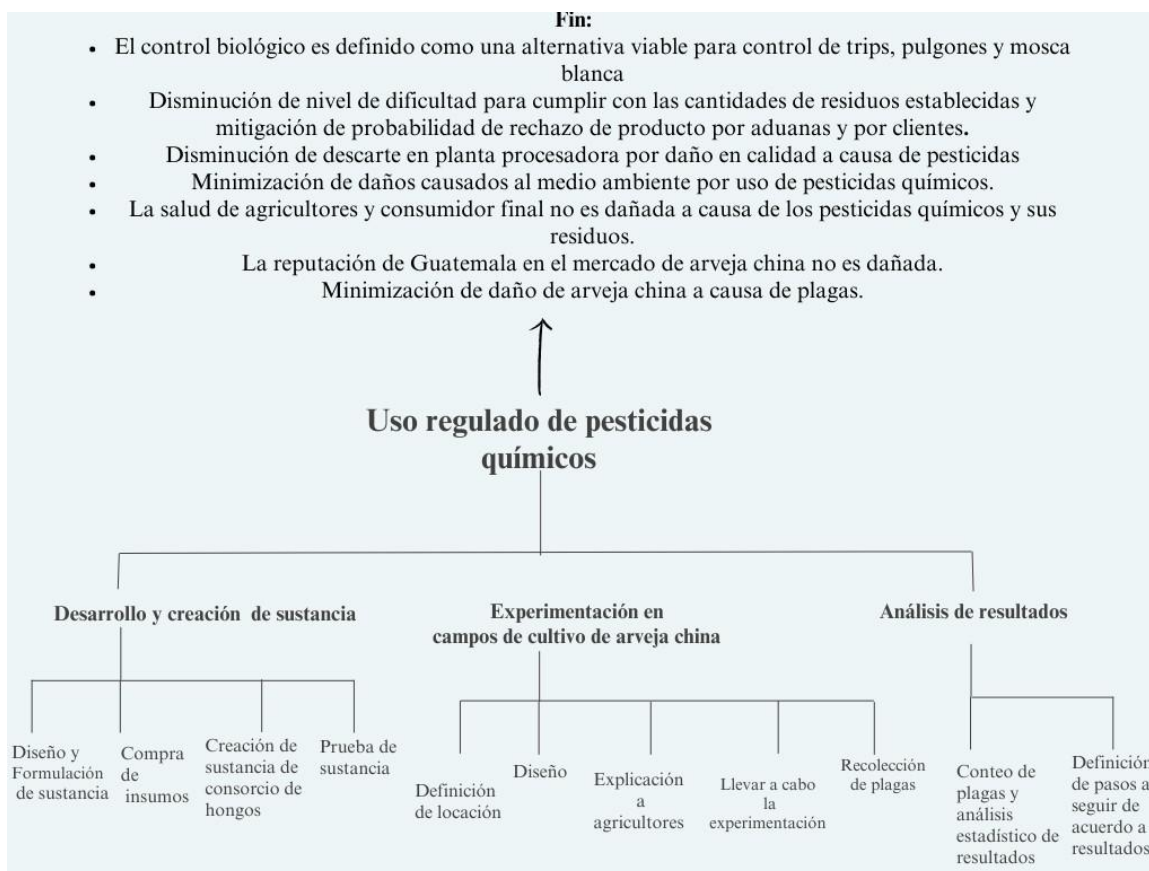 Fin:
• El control biológico es definido como una alternativa viable para control de trips, pulgones y mosca
blanca
• Disminución de nivel de dificultad para cumplir con las cantidades de residuos establecidas y
mitigación de probabilidad de rechazo de producto por aduanas y por clientes.
• Disminución de descarte en planta procesadora por daño en calidad a causa de pesticidas
• Minimización de daños causados al medio ambiente por uso de pesticidas químicos.
• La salud de agricultores y consumidor final no es dañada a causa de los pesticidas químicos y sus
residuos.
• La reputación de Guatemala en el mercado de arveja china no es dañada.
• Minimización de daño de arveja china a causa de plagas.
Uso regulado de pesticidas
químicos
Desarrollo y creación de sustancia
Experimentación en
campos de cultivo de arveja china
Análisis de resultados
Diseño y
Formulación
de sustancia
Compra
de
insumos
Creación de
sustancia de
consorcio de
hongos
Prueba de
sustancia
Definición
de locación
Diseño
Explicación
a
agricultores
Llevar a cabo
la
experimentación
Recolección
de plagas
Conteo de
plagas y
análisis
estadístico de
resultados
Definición
de pasos a
seguir de
acuerdo a
resultados